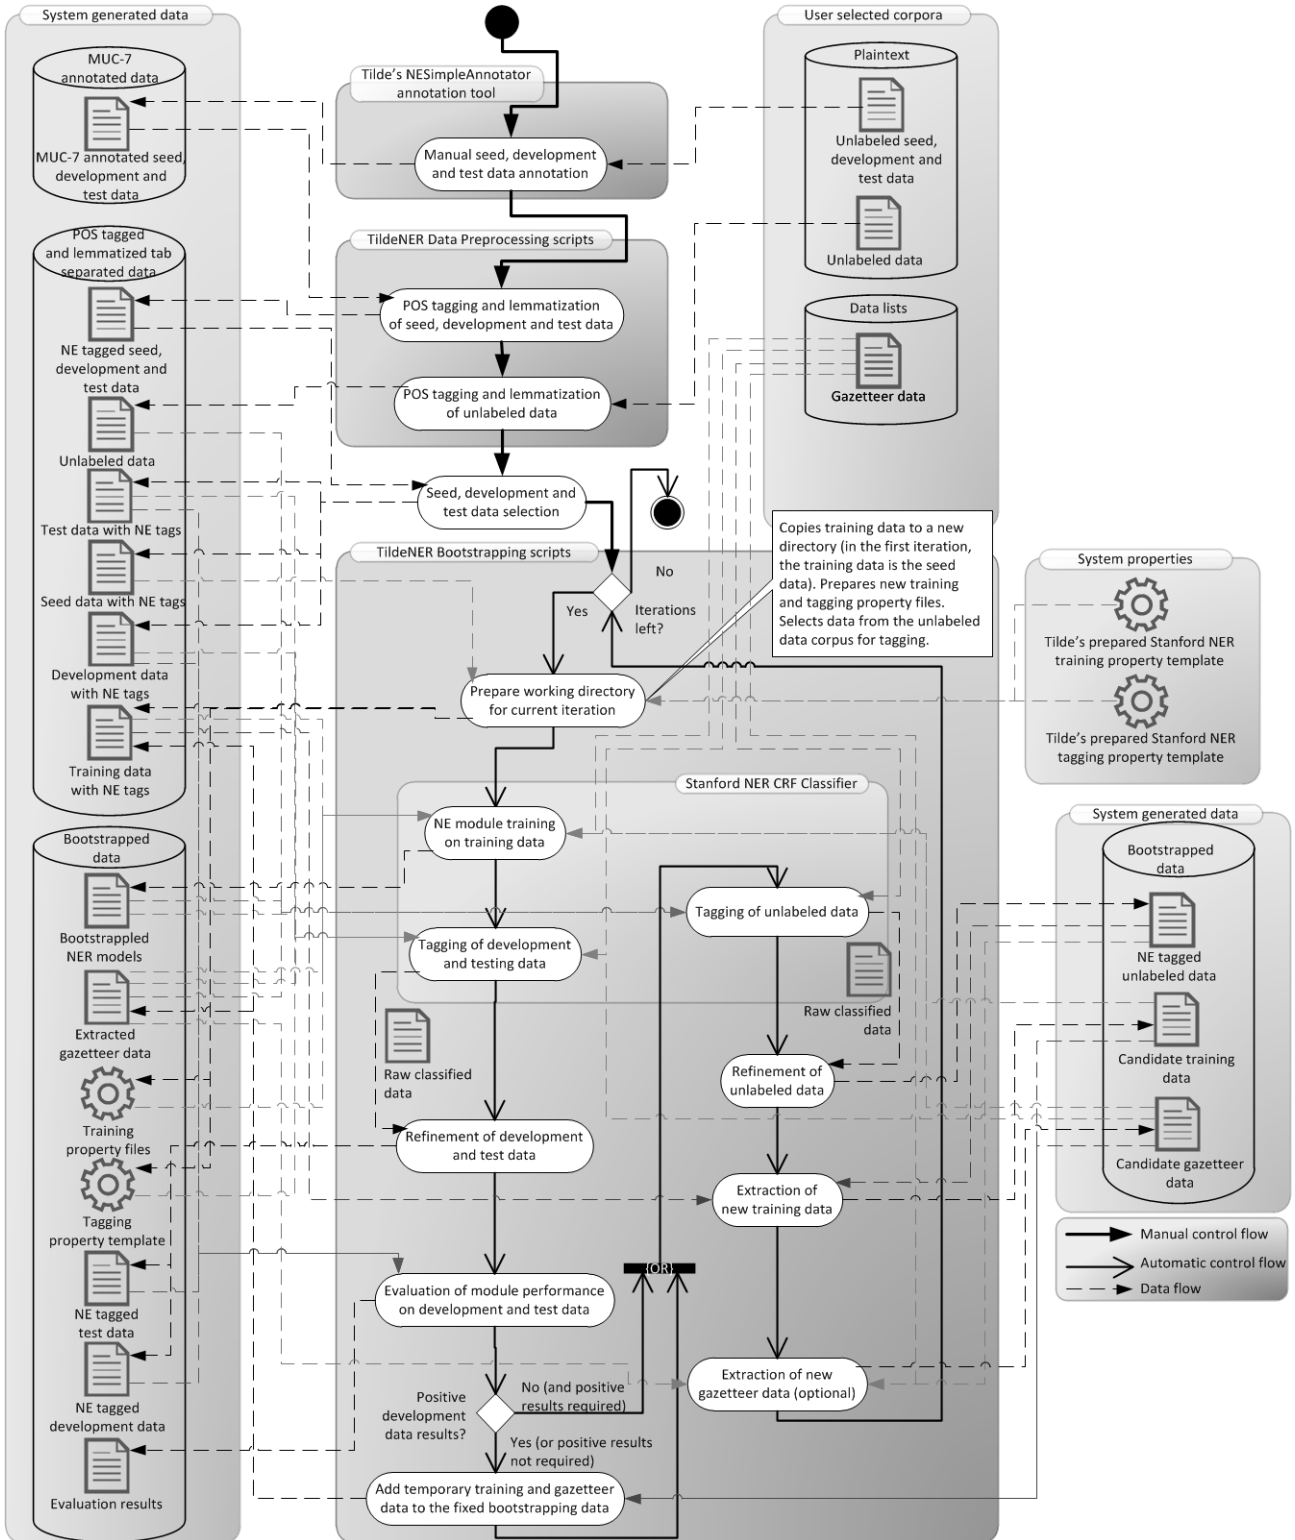 System generated data
MUC-7
annotated data
MUC-7 annotated seed,
development and
test data
POS tagged
and lemmatized tab
separated data
NE tagged seed,
development and
test data
Unlabeled data
Test data with NE tags
Seed data with NE tags
Development data
with NE tags
Training data
with NE tags
Bootstrapped
data
Bootstrappled
NER models
Extracted
gazetteer data
Training
property files
Tagging
property template
NE tagged
test data
NE tagged
development data
Evaluation results
Tilde's NESimpleAnnotator
annotation tool
Manual seed, development
and test data annotation
TildeNER Data Preprocessing scripts
POS tagging and lemmatization
of seed, development and test data
POS tagging and lemmatization
of unlabeled data
Seed, development and
test data selection
TildeNER Bootstrapping scripts
No
Yes
Iterations
left?
Prepare working directory
for current iteration
Stanford NER CRF Classifier
NE module training
on training data
Tagging of unlabeled data
Tagging of development
and testing data
Raw classified
data
Raw classified
data
Refinement of
unlabeled data
Refinement of development
and test data
Extraction of
new training data
{OR}
Evaluation of module performance
on development and test data
Extraction of new
gazetteer data (optional)
Positive
development
data results?
No (and positive
results required)
Yes (or positive results
not required)
Add temporary training and gazetteer
data to the fixed bootstrapping data
User selected corpora
Plaintext
Unlabeled seed,
development and
test data
Unlabeled data
Data lists
Gazetteer data
Copies training data to a new
directory (in the first iteration,
the training data is the seed
data). Prepares new training
and tagging property files.
Selects data from the unlabeled
data corpus for tagging.
System properties
Tilde's prepared Stanford NER
training property template
Tilde's prepared Stanford NER
tagging property template
System generated data
Bootstrapped
data
NE tagged
unlabeled data
Candidate training
data
Candidate gazetteer
data
Manual control flow
Automatic control flow
Data flow